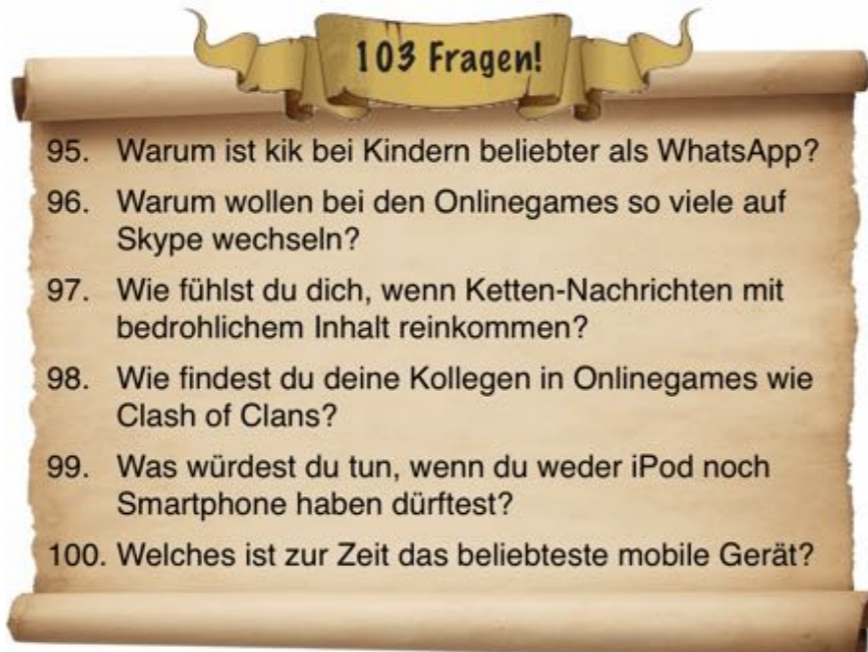 103 Fragen!
95. Warum ist kik bei Kindern beliebter als WhatsApp?
96. Warum wollen bei den Onlinegames so viele auf
Skype wechseln?
97. Wie fühlst du dich, wenn Ketten-Nachrichten mit
bedrohlichem Inhalt reinkommen?
98. Wie findest du deine Kollegen in Onlinegames wie
Clash of Clans?
99. Was würdest du tun, wenn du weder iPod noch
Smartphone haben dürftest?
100. Welches ist zur Zeit das beliebteste mobile Gerät?